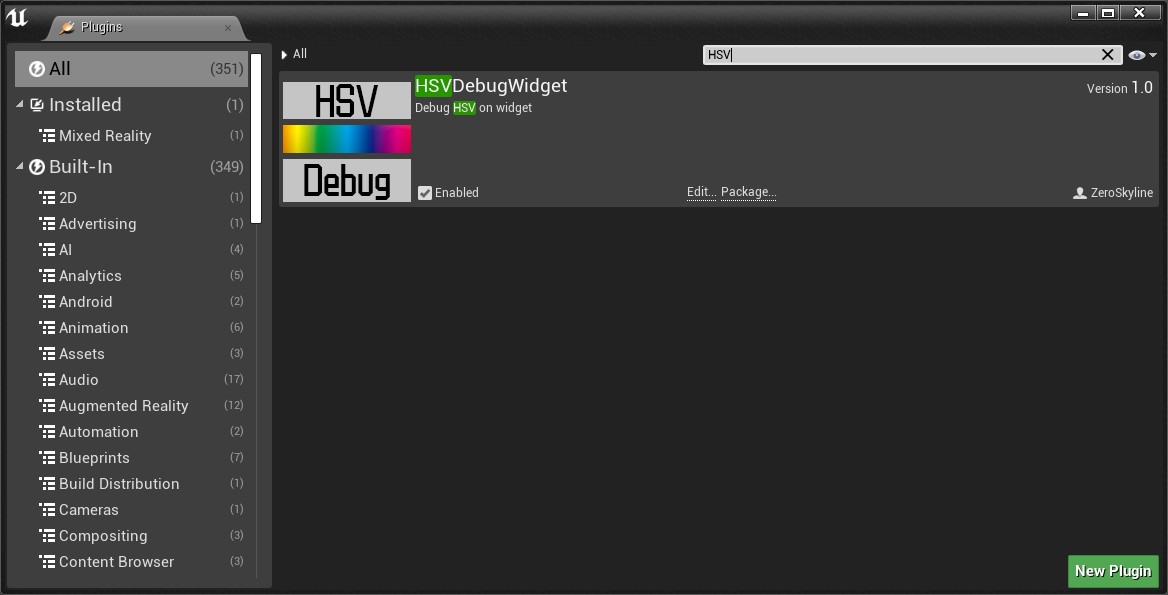 Plugins
All (351)
Installed (1)
Mixed Reality (1)
Built-In (349)
2D (1)
Advertising (1)
AI (4)
Analytics (5)
Android (2)
Animation (6)
Assets (3)
Audio (17)
Augmented Reality (12)
Automation (2)
Blueprints (7)
Build Distribution (1)
Cameras (1)
Compositing (3)
Content Browser (3)
All
HSV
HSV
Debug
HSVDebugWidget
Version 1.0
Debug HSV on widget
Enabled
Edit... Package...
ZeroSkyline
New Plugin